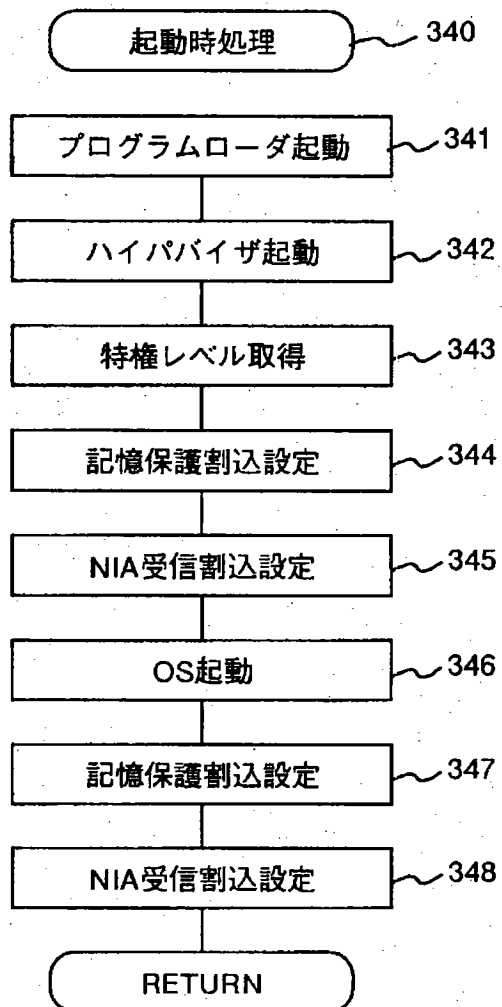 起動時処理 340
プログラムローダ起動 341
ハイパバイザ起動 342
特権レベル取得 343
記憶保護割込設定 344
NIA受信割込設定 345
OS起動 346
記憶保護割込設定 347
NIA受信割込設定 348
RETURN